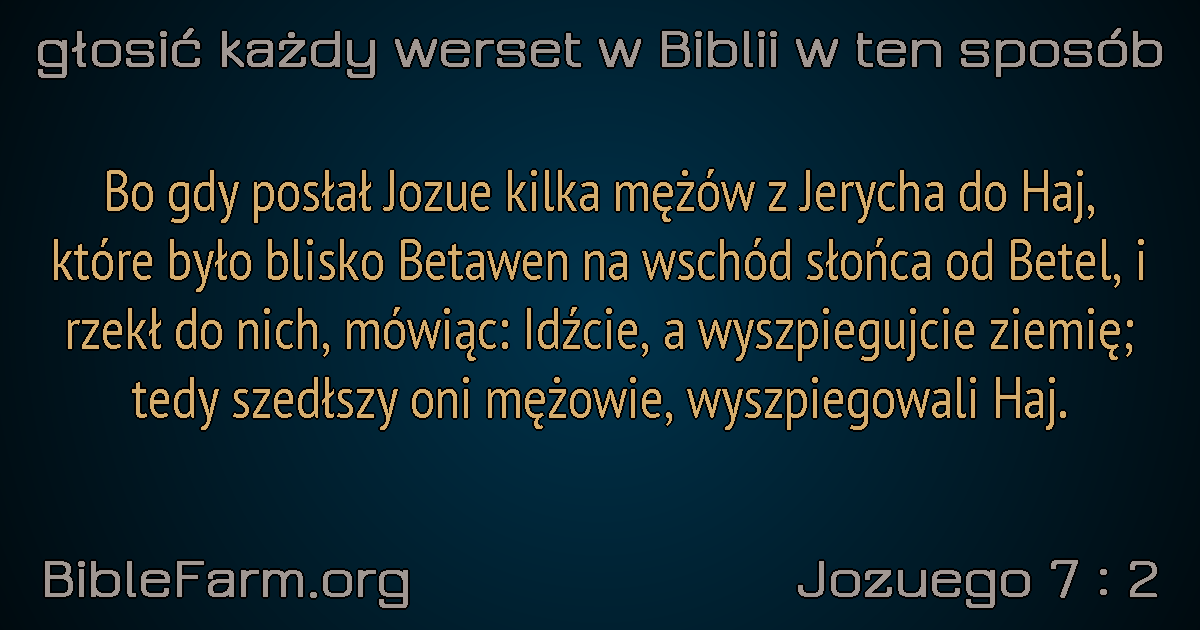 głosić każdy werset w Biblii w ten sposób
Bo gdy posłał Jozue kilka mężów z Jerycha do Haj,
które było blisko Betawen na wschód słońca od Betel, i
rzekł do nich, mówiąc: Idźcie, a wyszpiegujcie ziemię;
tedy szedłszy oni mężowie, wyszpiegowali Haj.
BibleFarm.org
Jozuego 7 : 2